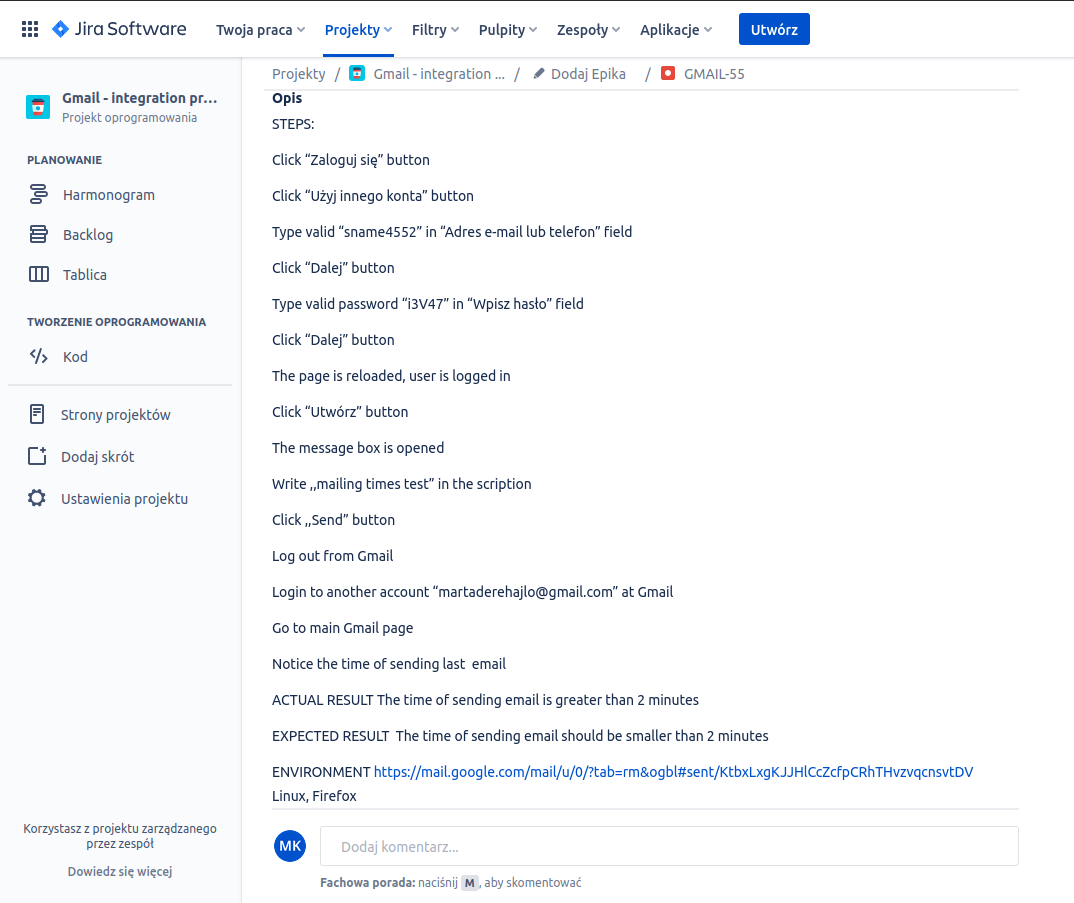 Jira Software
Twoja praca
Projekty
Filtry
Pulpity
Zespoły
Aplikacje
Utwórz
Gmail - integration pr...
Projekt oprogramowania
PLANOWANIE
Harmonogram
Backlog
Tablica
TWORZENIE OPROGRAMOWANIA
Kod
Strony projektów
Dodaj skrót
Ustawienia projektu
Korzystasz z projektu zarządzanego
przez zespół
Dowiedz się więcej
Projekty / Gmail - integration ... / Dodaj Epika / GMAIL-55
Opis
STEPS:
Click “Zaloguj się” button
Click “Użyj innego konta” button
Type valid “sname4552” in “Adres e-mail lub telefon” field
Click “Dalej” button
Type valid password “i3V47” in “Wpisz hasło” field
Click “Dalej” button
The page is reloaded, user is logged in
Click “Utwórz” button
The message box is opened
Write ,,mailing times test” in the scription
Click ,,Send” button
Log out from Gmail
Login to another account “martaderehajlo@gmail.com” at Gmail
Go to main Gmail page
Notice the time of sending last  email
ACTUAL RESULT The time of sending email is greater than 2 minutes
EXPECTED RESULT  The time of sending email should be smaller than 2 minutes
ENVIRONMENT https://mail.google.com/mail/u/0/?tab=rm&ogbl#sent/KtbxLxgKJJHlCcZcfpCRhTHvzvqcnsvtDV
Linux, Firefox
MK
Dodaj komentarz...
Fachowa porada: naciśnij M, aby skomentować